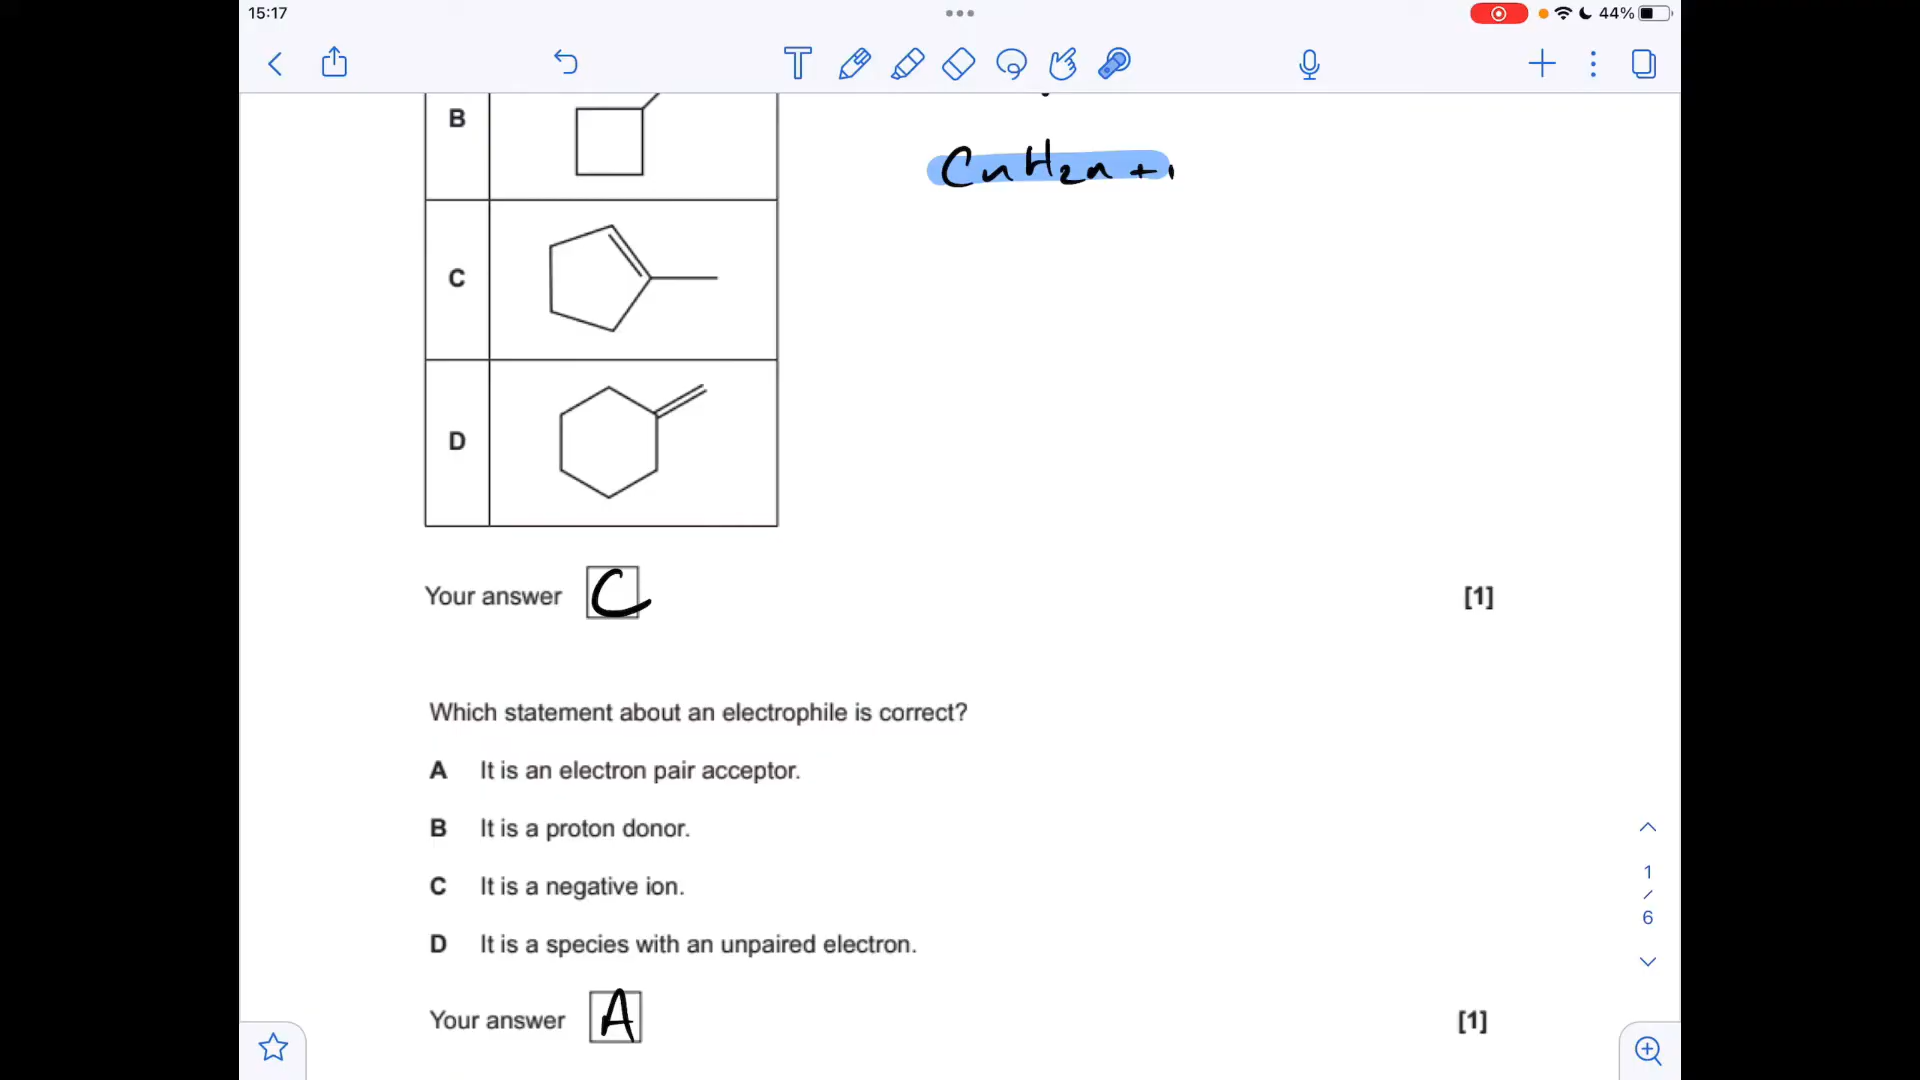 15:17
44%
B
CnH2n+1
C
D
Your answer C [1]
Which statement about an electrophile is correct?
A It is an electron pair acceptor.
B It is a proton donor.
C It is a negative ion.
D It is a species with an unpaired electron.
Your answer A [1]
1
/
6